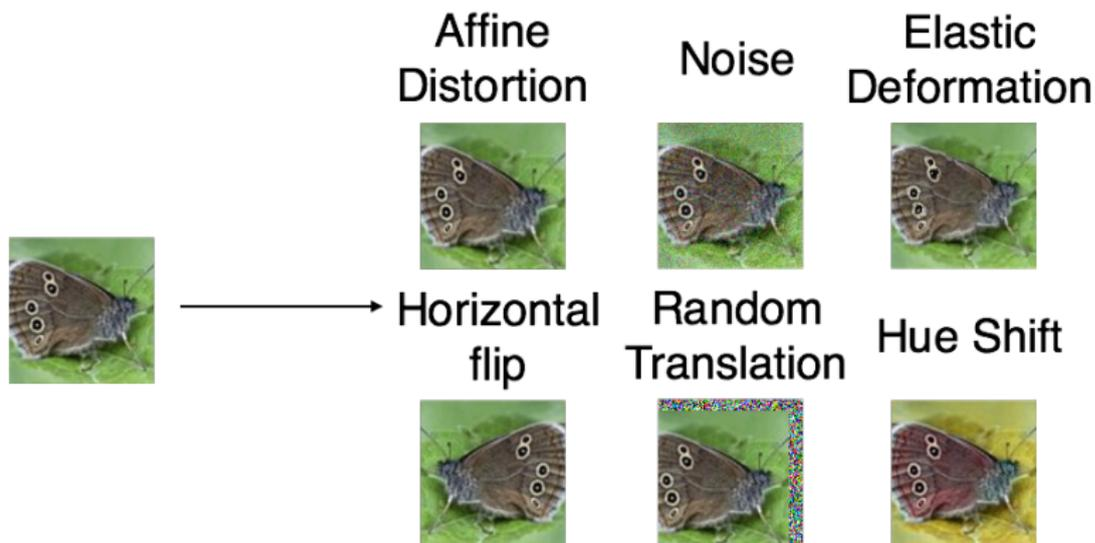 Affine
Distortion
Noise
Elastic
Deformation
Horizontal
flip
Random
Translation
Hue Shift